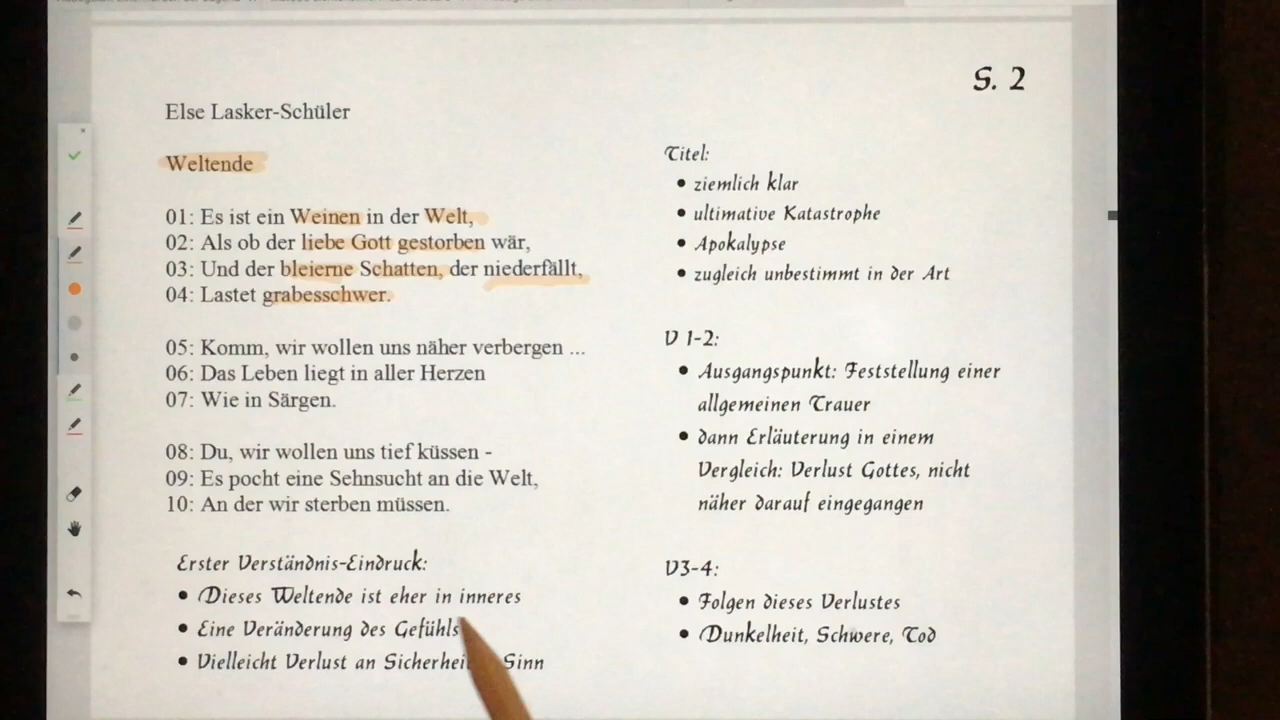 S. 2
Else Lasker-Schüler
Weltende
01: Es ist ein Weinen in der Welt,
02: Als ob der liebe Gott gestorben wär,
03: Und der bleierne Schatten, der niederfällt,
04: Lastet grabesschwer.
05: Komm, wir wollen uns näher verbergen ...
06: Das Leben liegt in aller Herzen
07: Wie in Särgen.
08: Du, wir wollen uns tief küssen -
09: Es pocht eine Sehnsucht an die Welt,
10: An der wir sterben müssen.
Erster Verständnis-Eindruck:
• Dieses Weltende ist eher in inneres
• Eine Veränderung des Gefühls
• Vielleicht Verlust an Sinn
Titel:
• ziemlich klar
• ultimative Katastrophe
• Apokalypse
• zugleich unbestimmt in der Art
V 1-2:
• Ausgangspunkt: Feststellung einer
allgemeinen Trauer
• dann Erläuterung in einem
Vergleich: Verlust Gottes, nicht
näher darauf eingegangen
V3-4:
• Folgen dieses Verlustes
• Dunkelheit, Schwere, Tod